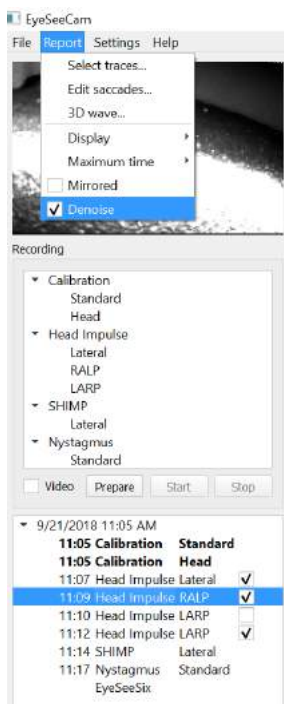 EyeSeeCam
File Report Settings Help
Select traces...
Edit saccades...
3D wave...
Display
Maximum time
Mirrored
Denoise
Recording
Calibration
Standard
Head
Head Impulse
Lateral
RALP
LARP
SHIMP
Lateral
Nystagmus
Standard
Video Prepare Start Stop
9/21/2018 11:05 AM
11:05 Calibration Standard
11:05 Calibration Head
11:07 Head Impulse Lateral
11:09 Head Impulse RALP
11:10 Head Impulse LARP
11:12 Head Impulse LARP
11:14 SHIMP Lateral
11:17 Nystagmus Standard
EyeSeeSix